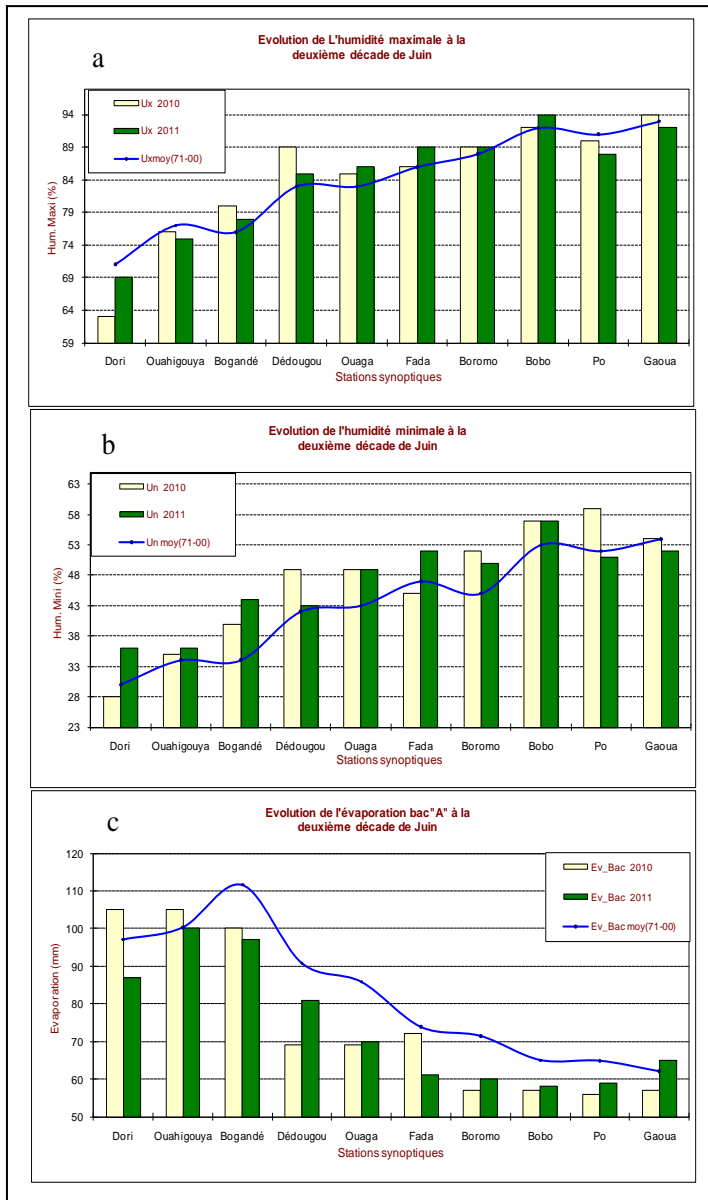 a
Evolution de L'humidité maximale à la
deuxième décade de Juin
Ux 2010
Ux 2011
Uxmoy(71-00)
Hum. Maxi (%)
94
89
84
79
74
69
64
59
Dori Ouahigouya Bogandé Dédougou Ouaga Fada Boromo Bobo Po Gaoua
Stations synoptiques
b
Evolution de l'humidité minimale à la
deuxième décade de Juin
Un 2010
Un 2011
Un moy(71-00)
Hum. Mini (%)
63
58
53
48
43
38
33
28
23
Dori Ouahigouya Bogandé Dédougou Ouaga Fada Boromo Bobo Po Gaoua
Stations synoptiques
c
Evolution de l'évaporation bac"A" à la
deuxième décade de Juin
Ev_Bac 2010
Ev_Bac 2011
Ev_Bac moy(71-00)
Evaporation (mm)
120
110
100
90
80
70
60
50
Dori Ouahigouya Bogandé Dédougou Ouaga Fada Boromo Bobo Po Gaoua
Stations synoptiques